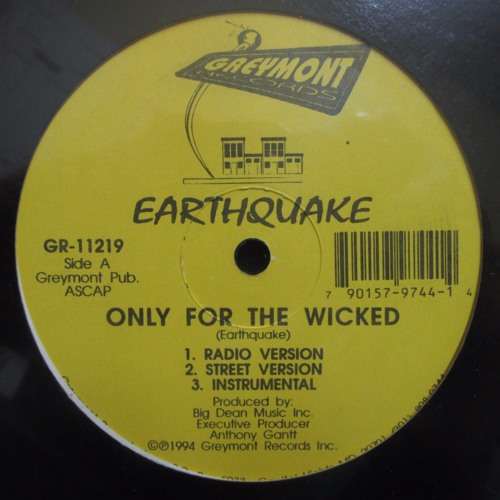 GREYMONT
RECORDS
EARTHQUAKE
GR-11219
Side A
Greymont Pub.
ASCAP
7 90157-9744-1 4
ONLY FOR THE WICKED
(Earthquake)
1. RADIO VERSION
2. STREET VERSION
3. INSTRUMENTAL
Produced by:
Big Dean Music Inc.
Executive Producer
Anthony Gantt
©℗1994 Greymont Records Inc.